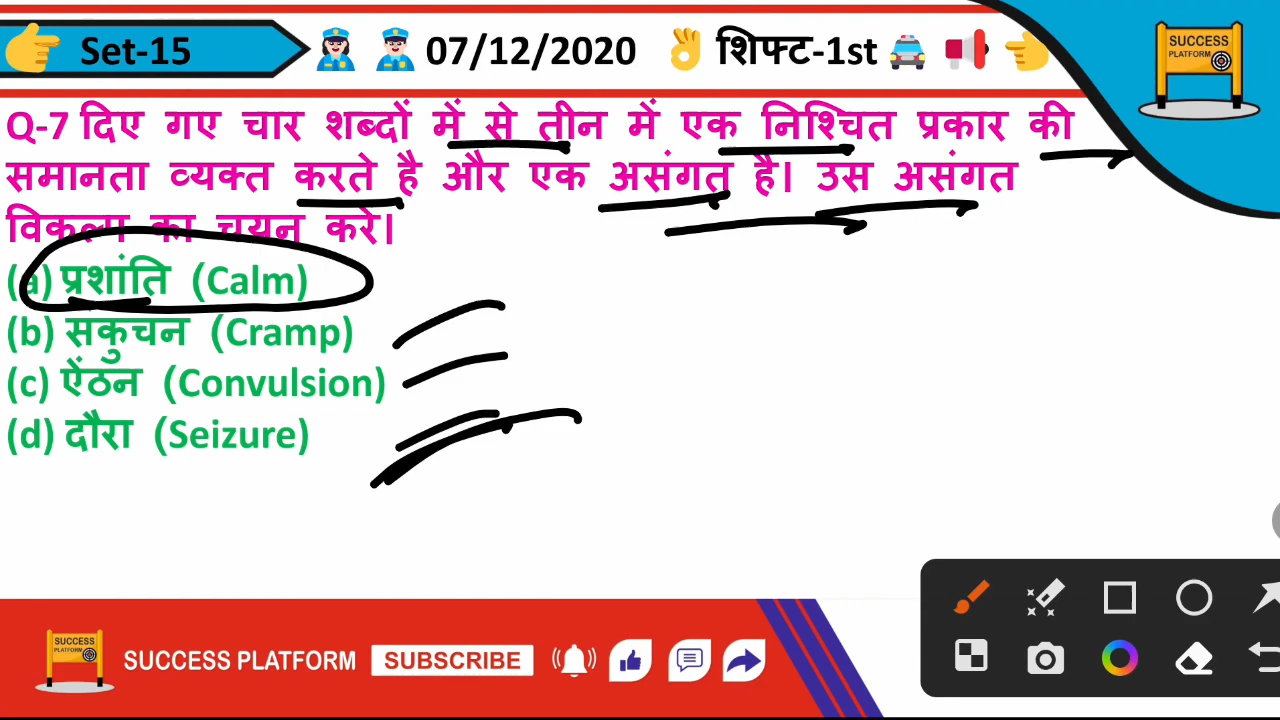 Set-15 07/12/2020 शिफ्ट-1st
SUCCESS
PLATFORM
Q-7 दिए गए चार शब्दों में से तीन में एक निश्चित प्रकार की
समानता व्यक्त करते है और एक असंगत है। उस असंगत
विकल्प का चयन करे।
(a) प्रशांति (Calm)
(b) सकुचन (Cramp)
(c) ऐंठन (Convulsion)
(d) दौरा (Seizure)
SUCCESS
PLATFORM
SUCCESS PLATFORM SUBSCRIBE